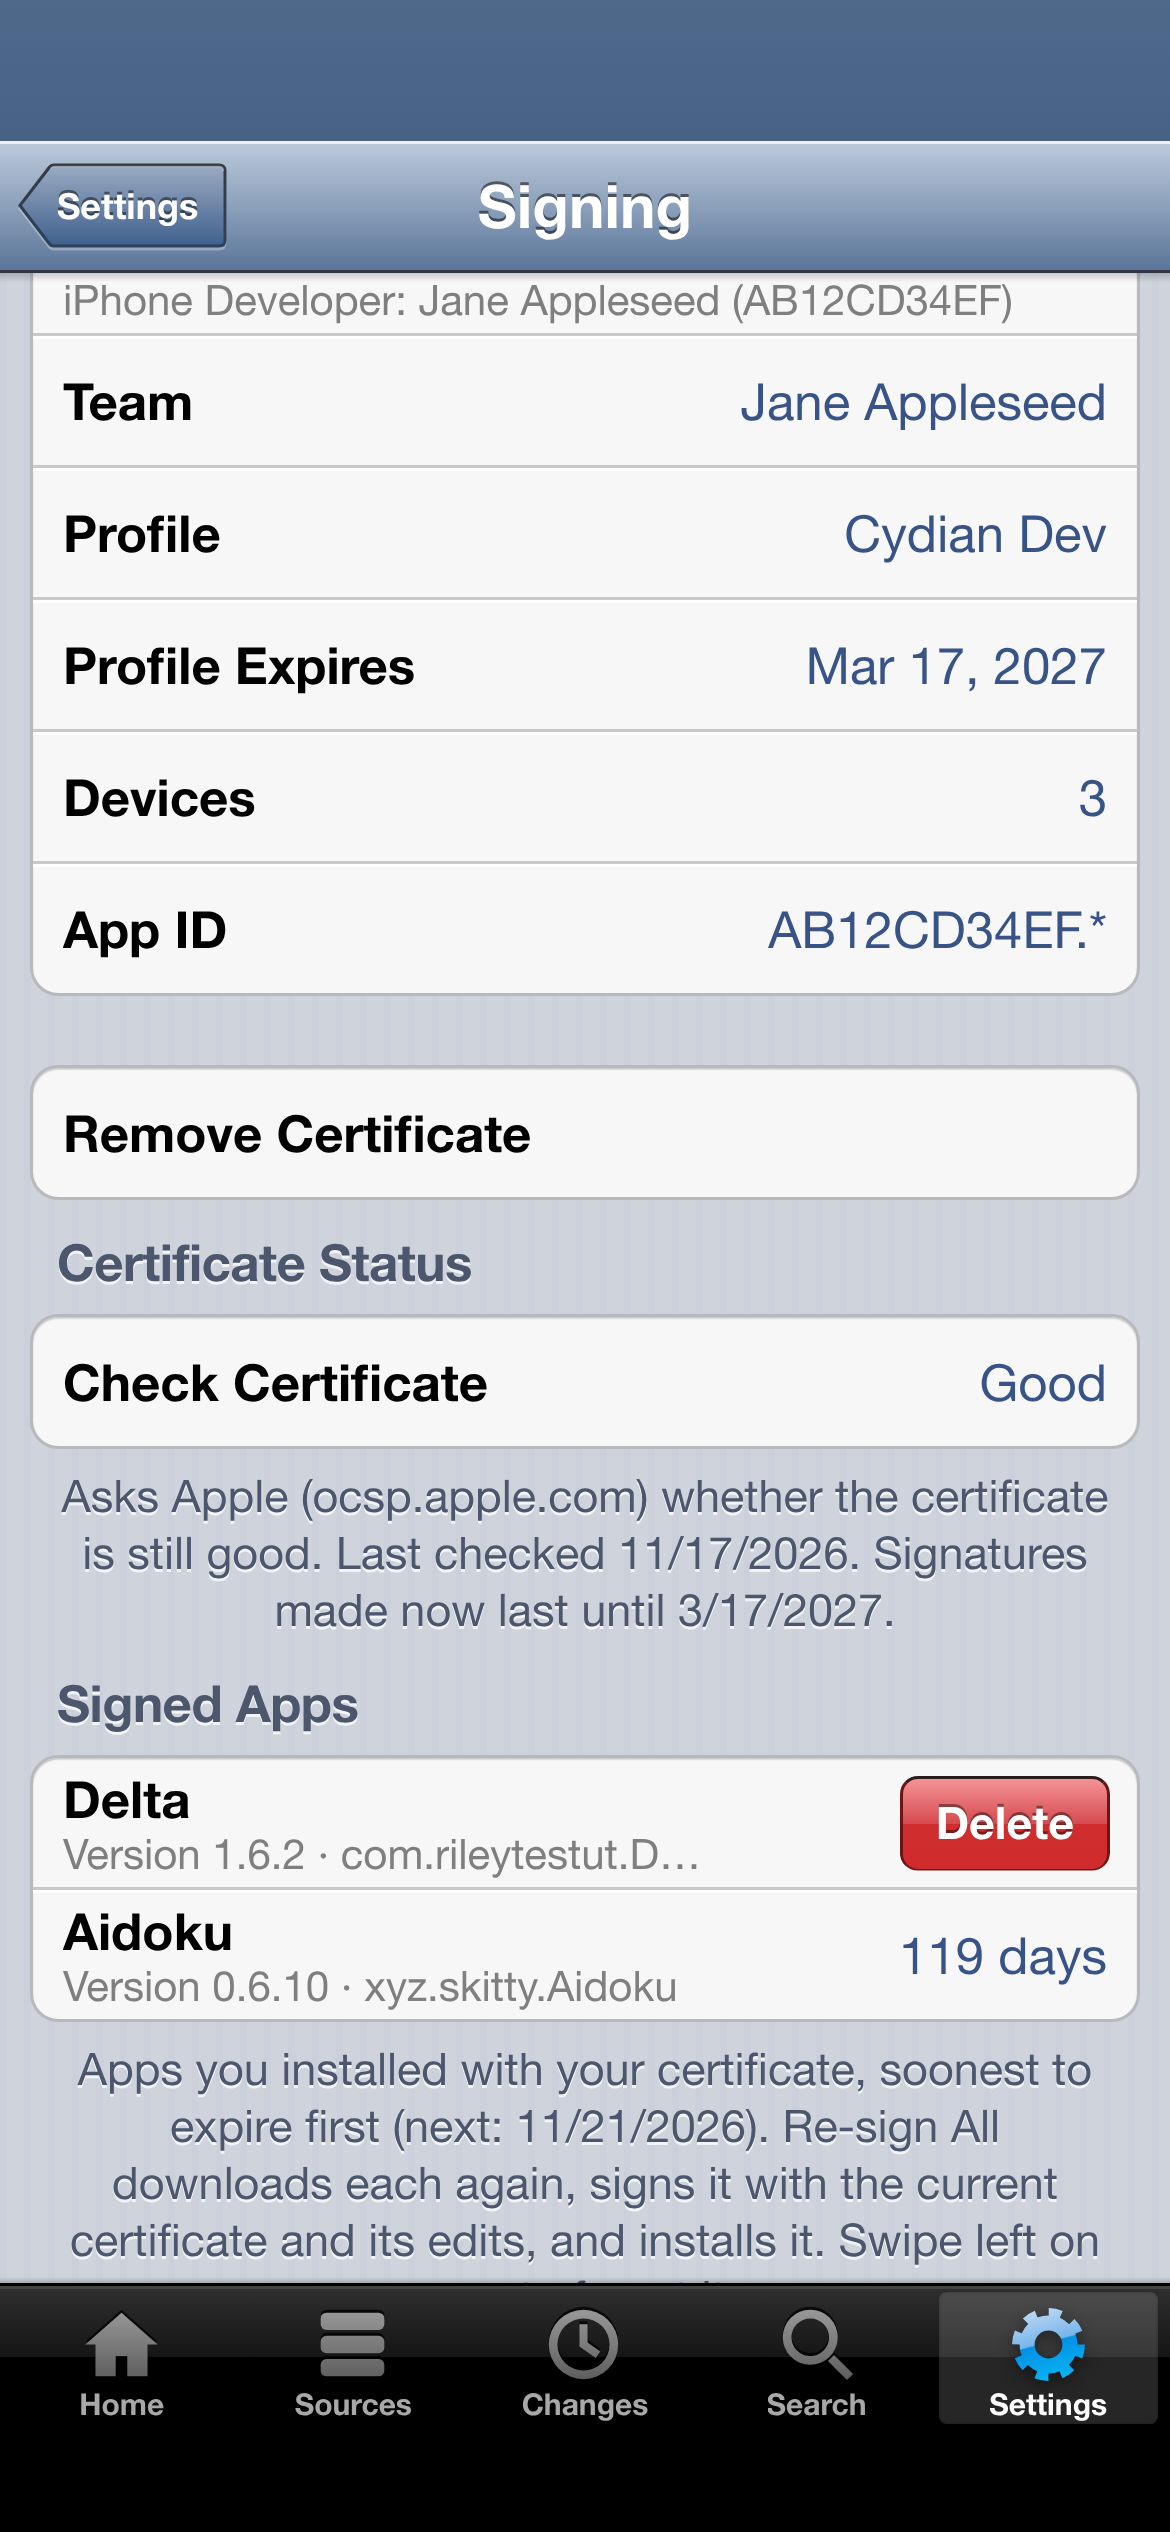 Settings
Signing
iPhone Developer: Jane Appleseed (AB12CD34EF)
Team
Jane Appleseed
Profile
Cydian Dev
Profile Expires
Mar 17, 2027
Devices
3
App ID
AB12CD34EF.*
Remove Certificate
Certificate Status
Check Certificate
Good
Asks Apple (ocsp.apple.com) whether the certificate
is still good. Last checked 11/17/2026. Signatures
made now last until 3/17/2027.
Signed Apps
Delta
Version 1.6.2 · com.rileytestut.D…
Delete
Aidoku
Version 0.6.10 · xyz.skitty.Aidoku
119 days
Apps you installed with your certificate, soonest to
expire first (next: 11/21/2026). Re-sign All
downloads each again, signs it with the current
certificate and its edits, and installs it. Swipe left on
Home
Sources
Changes
Search
Settings